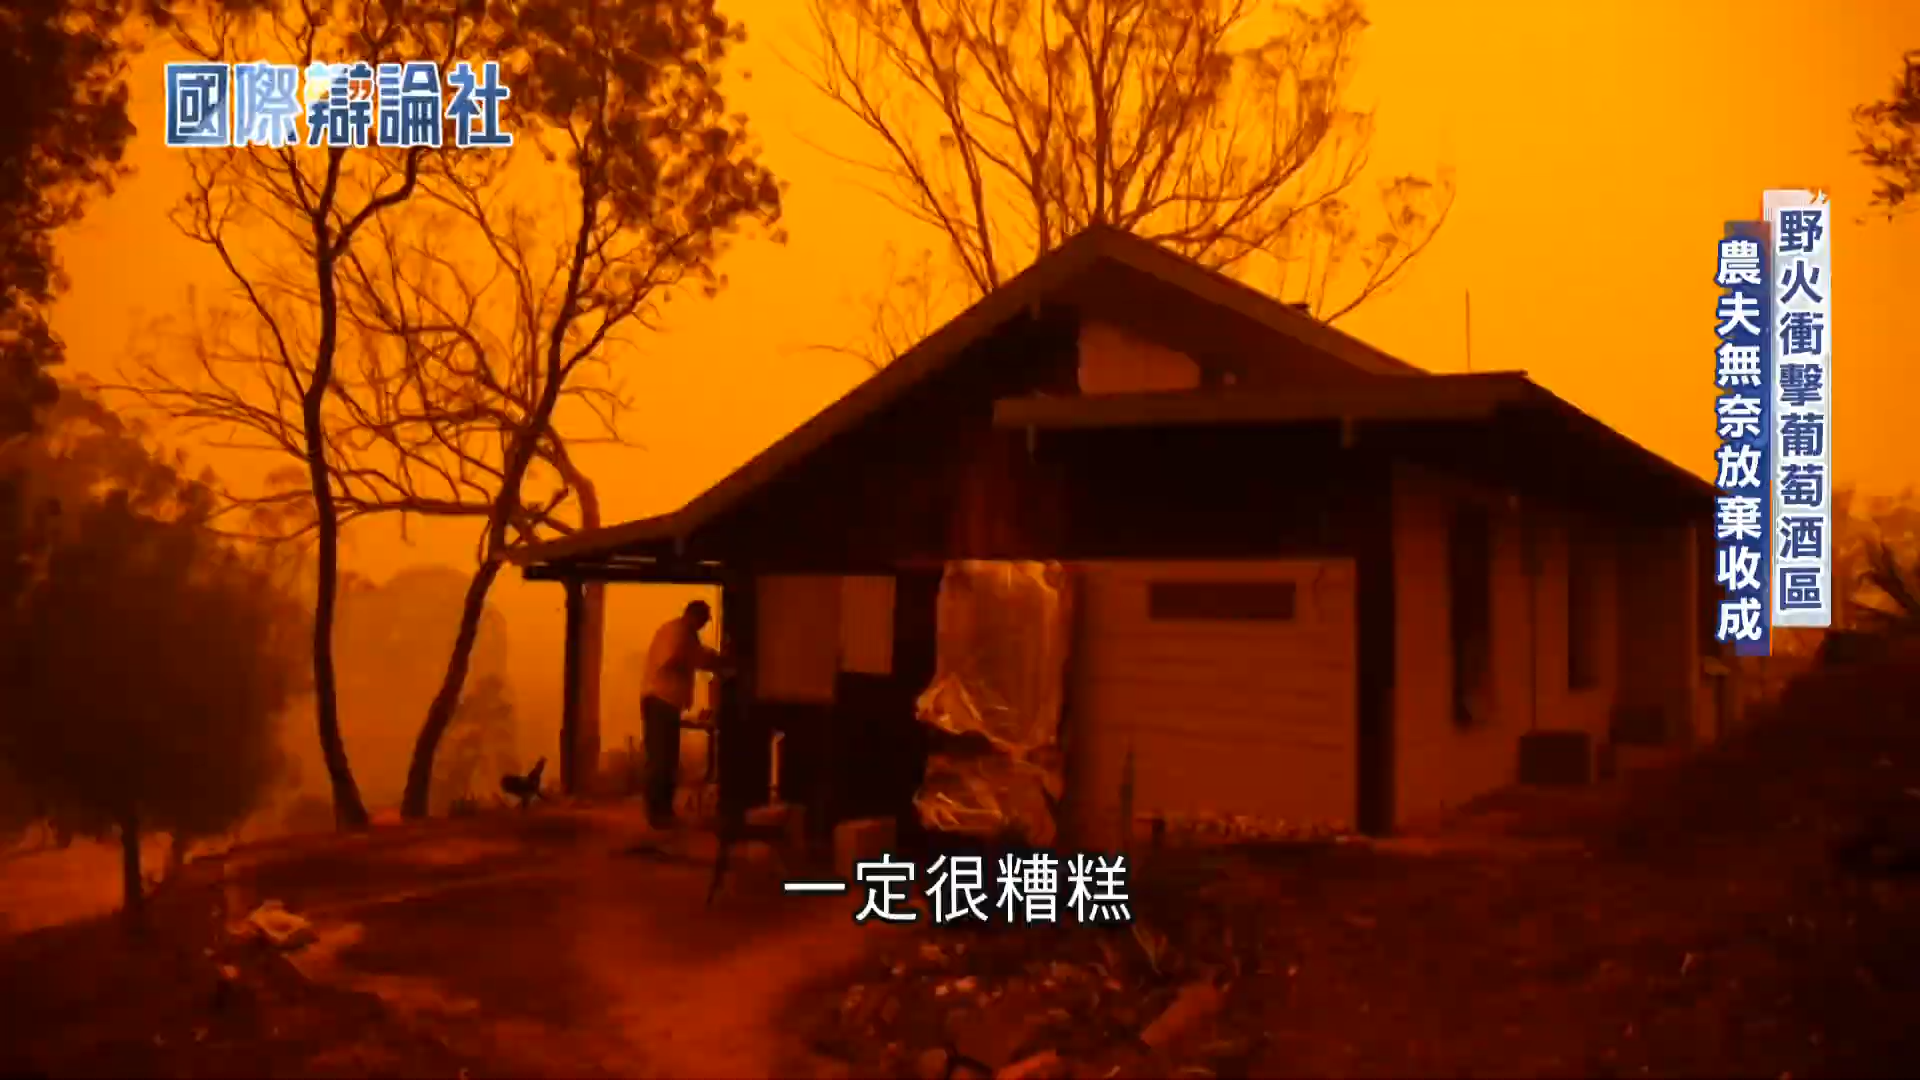 國際辯論社
野火衝擊葡萄酒區
農夫無奈放棄收成
一定很糟糕